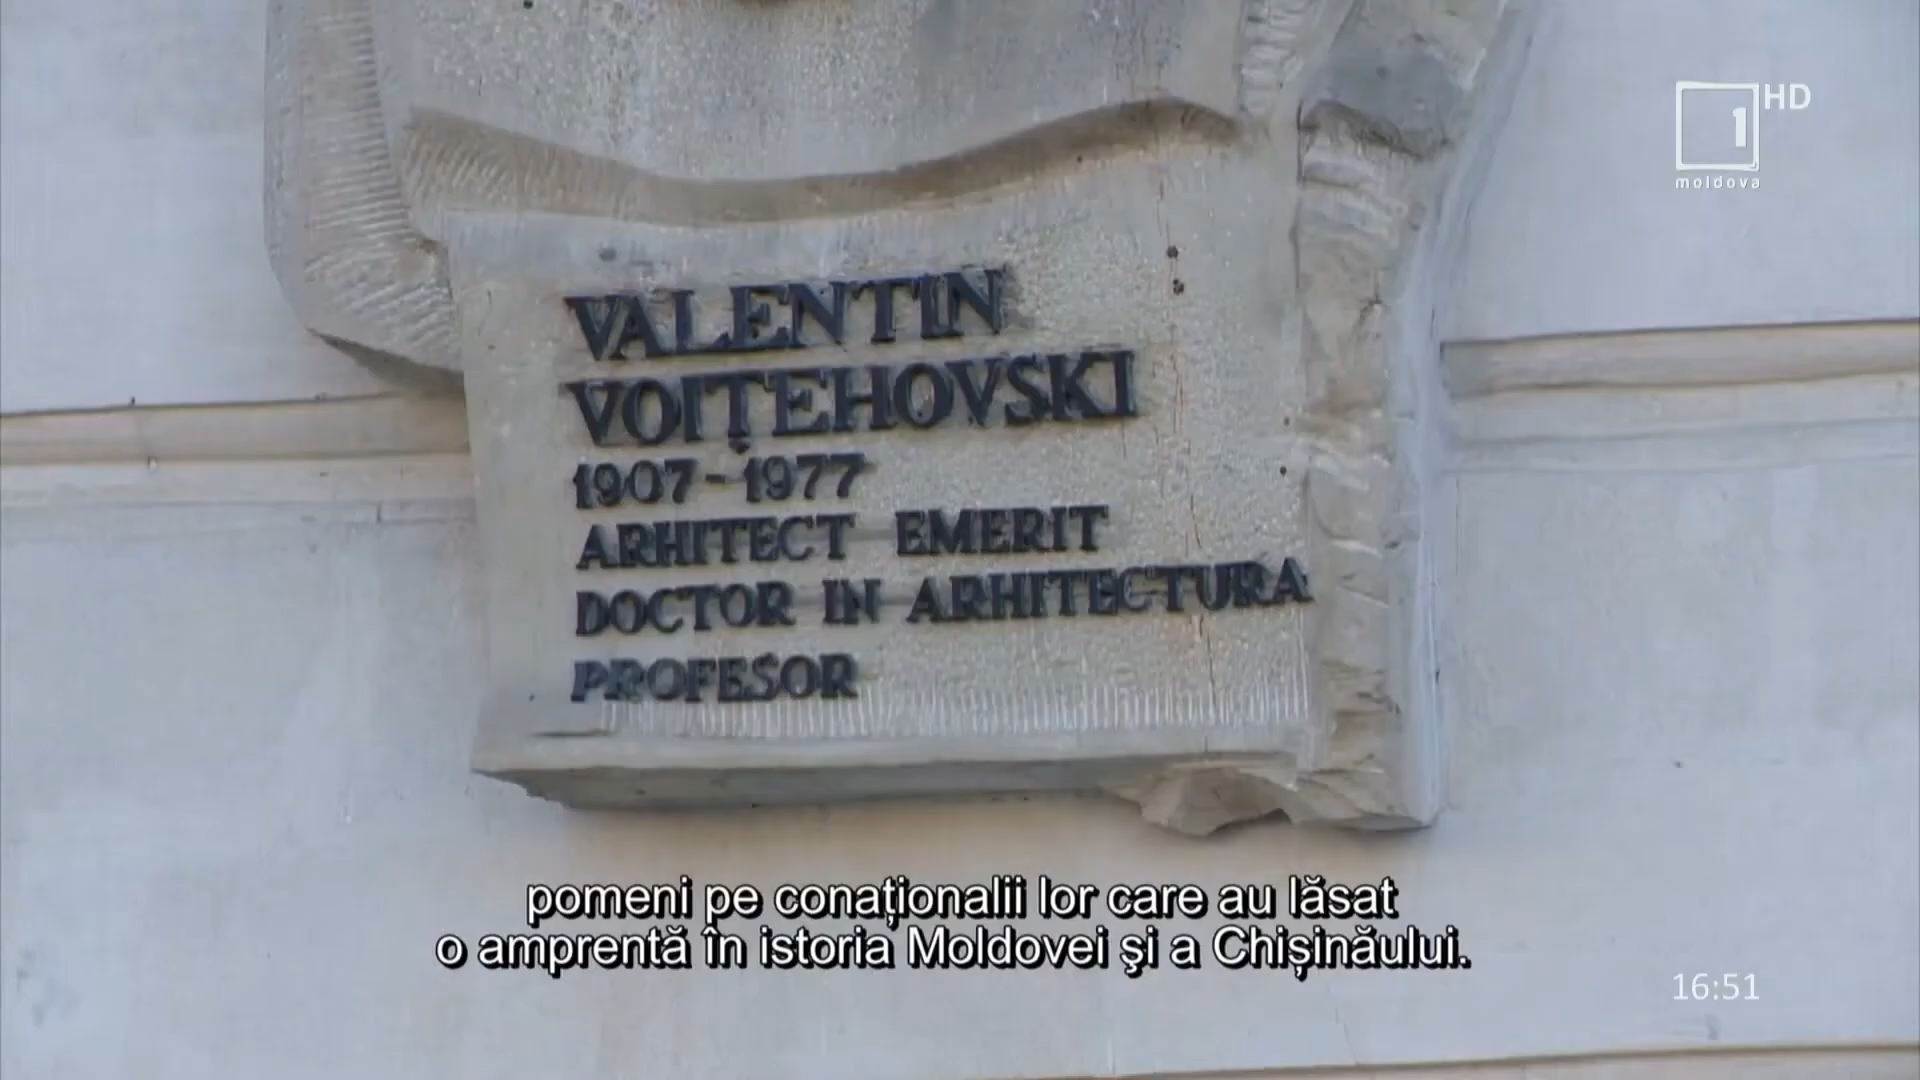 1 HD
moldova
VALENTIN
VOIȚEHOVSKI
1907-1977
ARHITECT EMERIT
DOCTOR IN ARHITECTURA
PROFESOR
pomeni pe conaționalii lor care au lăsat
o amprentă în istoria Moldovei şi a Chișinăului.
16:51